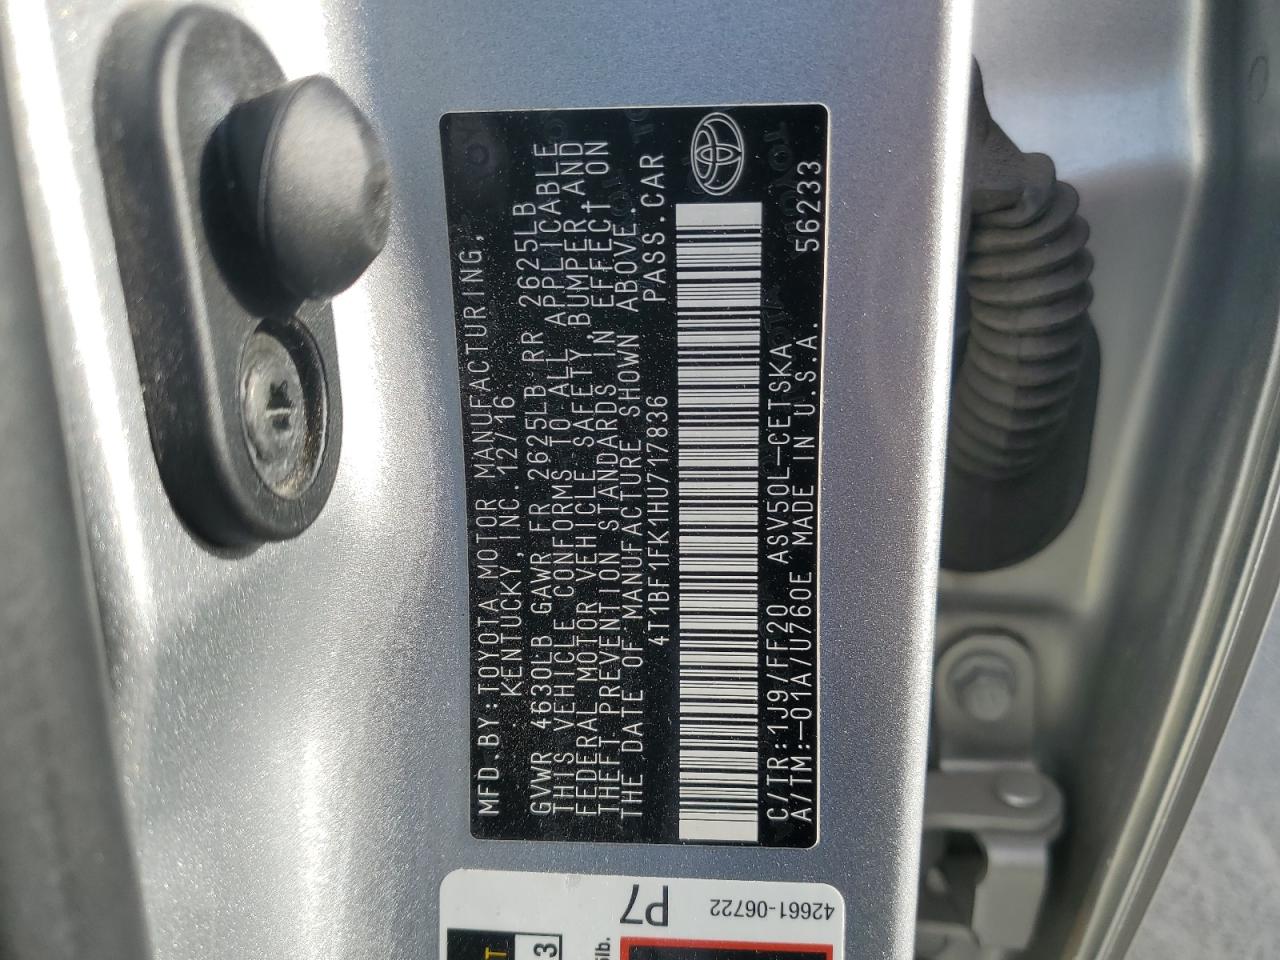 MFD.BY:TOYOTA MOTOR MANUFACTURING,
KENTUCKY, INC. 12/16
GVWR 4630LB GAWR FR 2625LB RR 2625LB
THIS VEHICLE CONFORMS TO ALL APPLICABLE
FEDERAL MOTOR VEHICLE SAFETY, BUMPER, AND
THEFT PREVENTION STANDARDS IN EFFECT ON
THE DATE OF MANUFACTURE SHOWN ABOVE.
4T1BF1FK1HU717836 PASS.CAR
C/TR:1J9/FF20 ASV50L-CETSKA
A/TM:-01A/U760E MADE IN U.S.A. 56233
42661-06722
P7
3